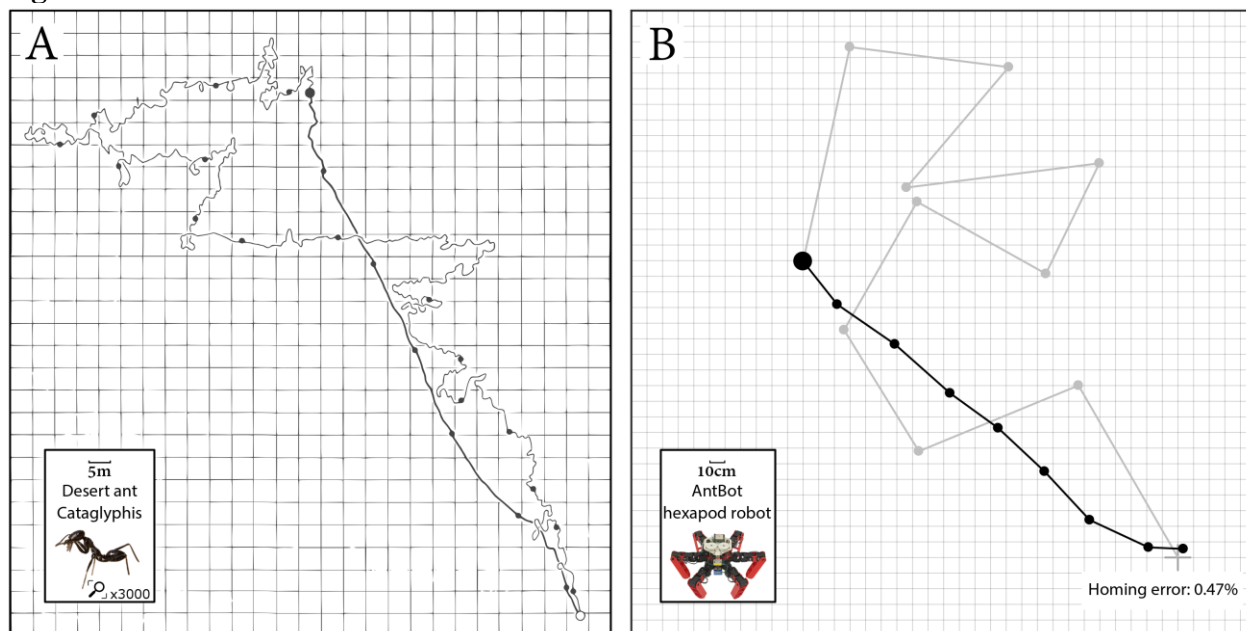 A
5m
Desert ant
Cataglyphis
x3000
B
10cm
AntBot
hexapod robot
Homing error: 0.47%